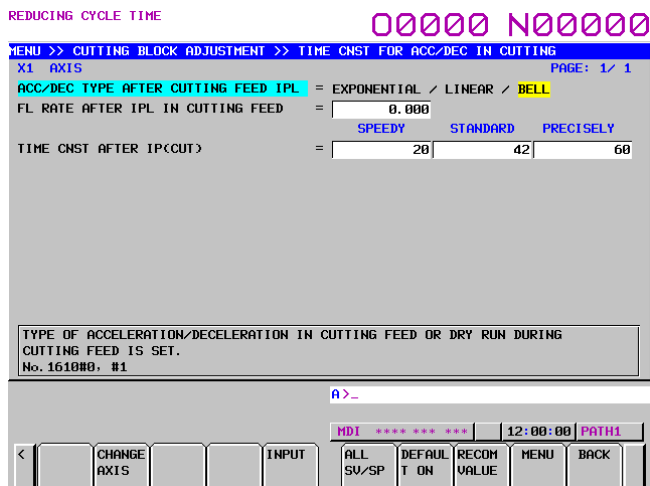 REDUCING CYCLE TIME
O0000 N00000
MENU >> CUTTING BLOCK ADJUSTMENT >> TIME CNST FOR ACC/DEC IN CUTTING
X1 AXIS PAGE: 1/ 1
ACC/DEC TYPE AFTER CUTTING FEED IPL = EXPONENTIAL / LINEAR / BELL
FL RATE AFTER IPL IN CUTTING FEED = 0.000
SPEEDY STANDARD PRECISELY
TIME CNST AFTER IP(CUT) = 20 42 60
TYPE OF ACCELERATION/DECELERATION IN CUTTING FEED OR DRY RUN DURING
CUTTING FEED IS SET.
No.1610#0, #1
A>_
MDI **** *** *** 12:00:00 PATH1
< CHANGE INPUT ALL DEFAUL RECOM MENU BACK
AXIS SV/SP T ON VALUE